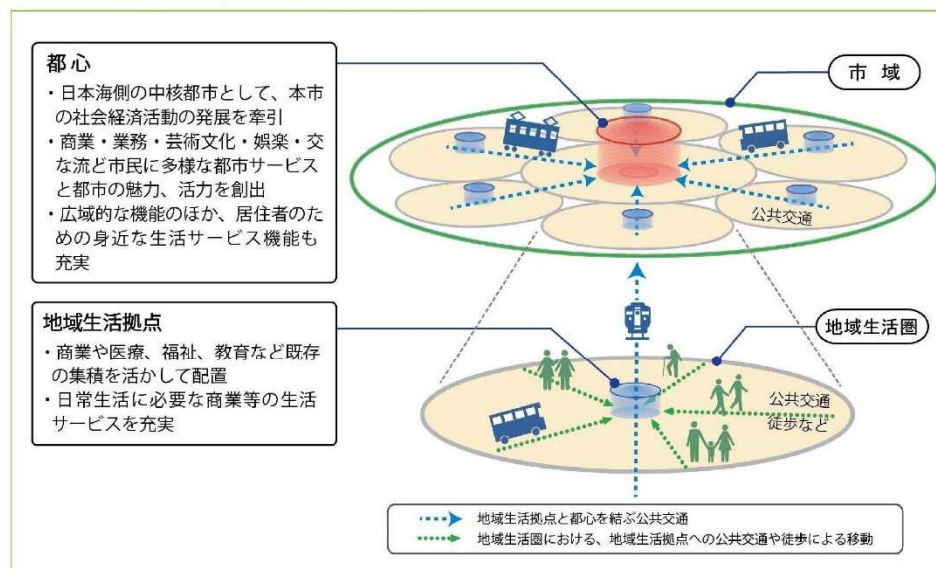 都心
・日本海側の中核都市として、本市
の社会経済活動の発展を牽引
・商業・業務・芸術文化・娯楽・交
な流ど市民に多様な都市サービス
と都市の魅力、活力を創出
・広域的な機能のほか、居住者のた
めの身近な生活サービス機能も
充実
市域
公共交通
地域生活拠点
・商業や医療、福祉、教育など既存
の集積を活かして配置
・日常生活に必要な商業等の生活
サービスを充実
地域生活圏
公共交通
徒歩など
地域生活拠点と都心を結ぶ公共交通
地域生活圏における、地域生活拠点への公共交通や徒歩による移動